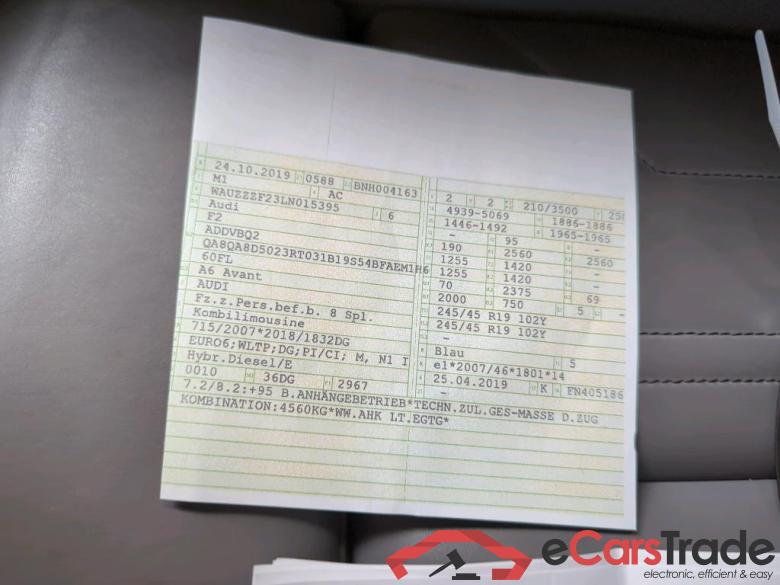 24.10.2019 0588 BNH004163
M1 AC
WAUZZZF23LN015395 6
Audi
F2
ADDVBQ2
QA8QA8D5023RT031B19S54BFAEM1H6
60FL
A6 Avant
AUDI
Fz.z.Pers.bef.b. 8 Spl.
Kombilimousine
715/2007*2018/1832DG
EURO6;WLTP;DG;PI/CI; M, N1 I
Hybr.Diesel/E
0010 36DG 2967
2 2 210/3500
4939-5069 1886-1886
1446-1492 1965-1965
- 95 -
190 2560 2560
1255 1420 -
1255 1420 -
70 2375 69
2000 750 5 -
245/45 R19 102Y
245/45 R19 102Y
-
Blau 5
e1*2007/46*1801*14
25.04.2019 K FN405186
-
7.2/8.2:+95 B.ANHÄNGEBETRIEB*TECHN.ZUL.GES-MASSE D.ZUG
KOMBINATION:4560KG*WW.AHK LT.EGTG*
eCarsTrade
electronic, efficient & easy